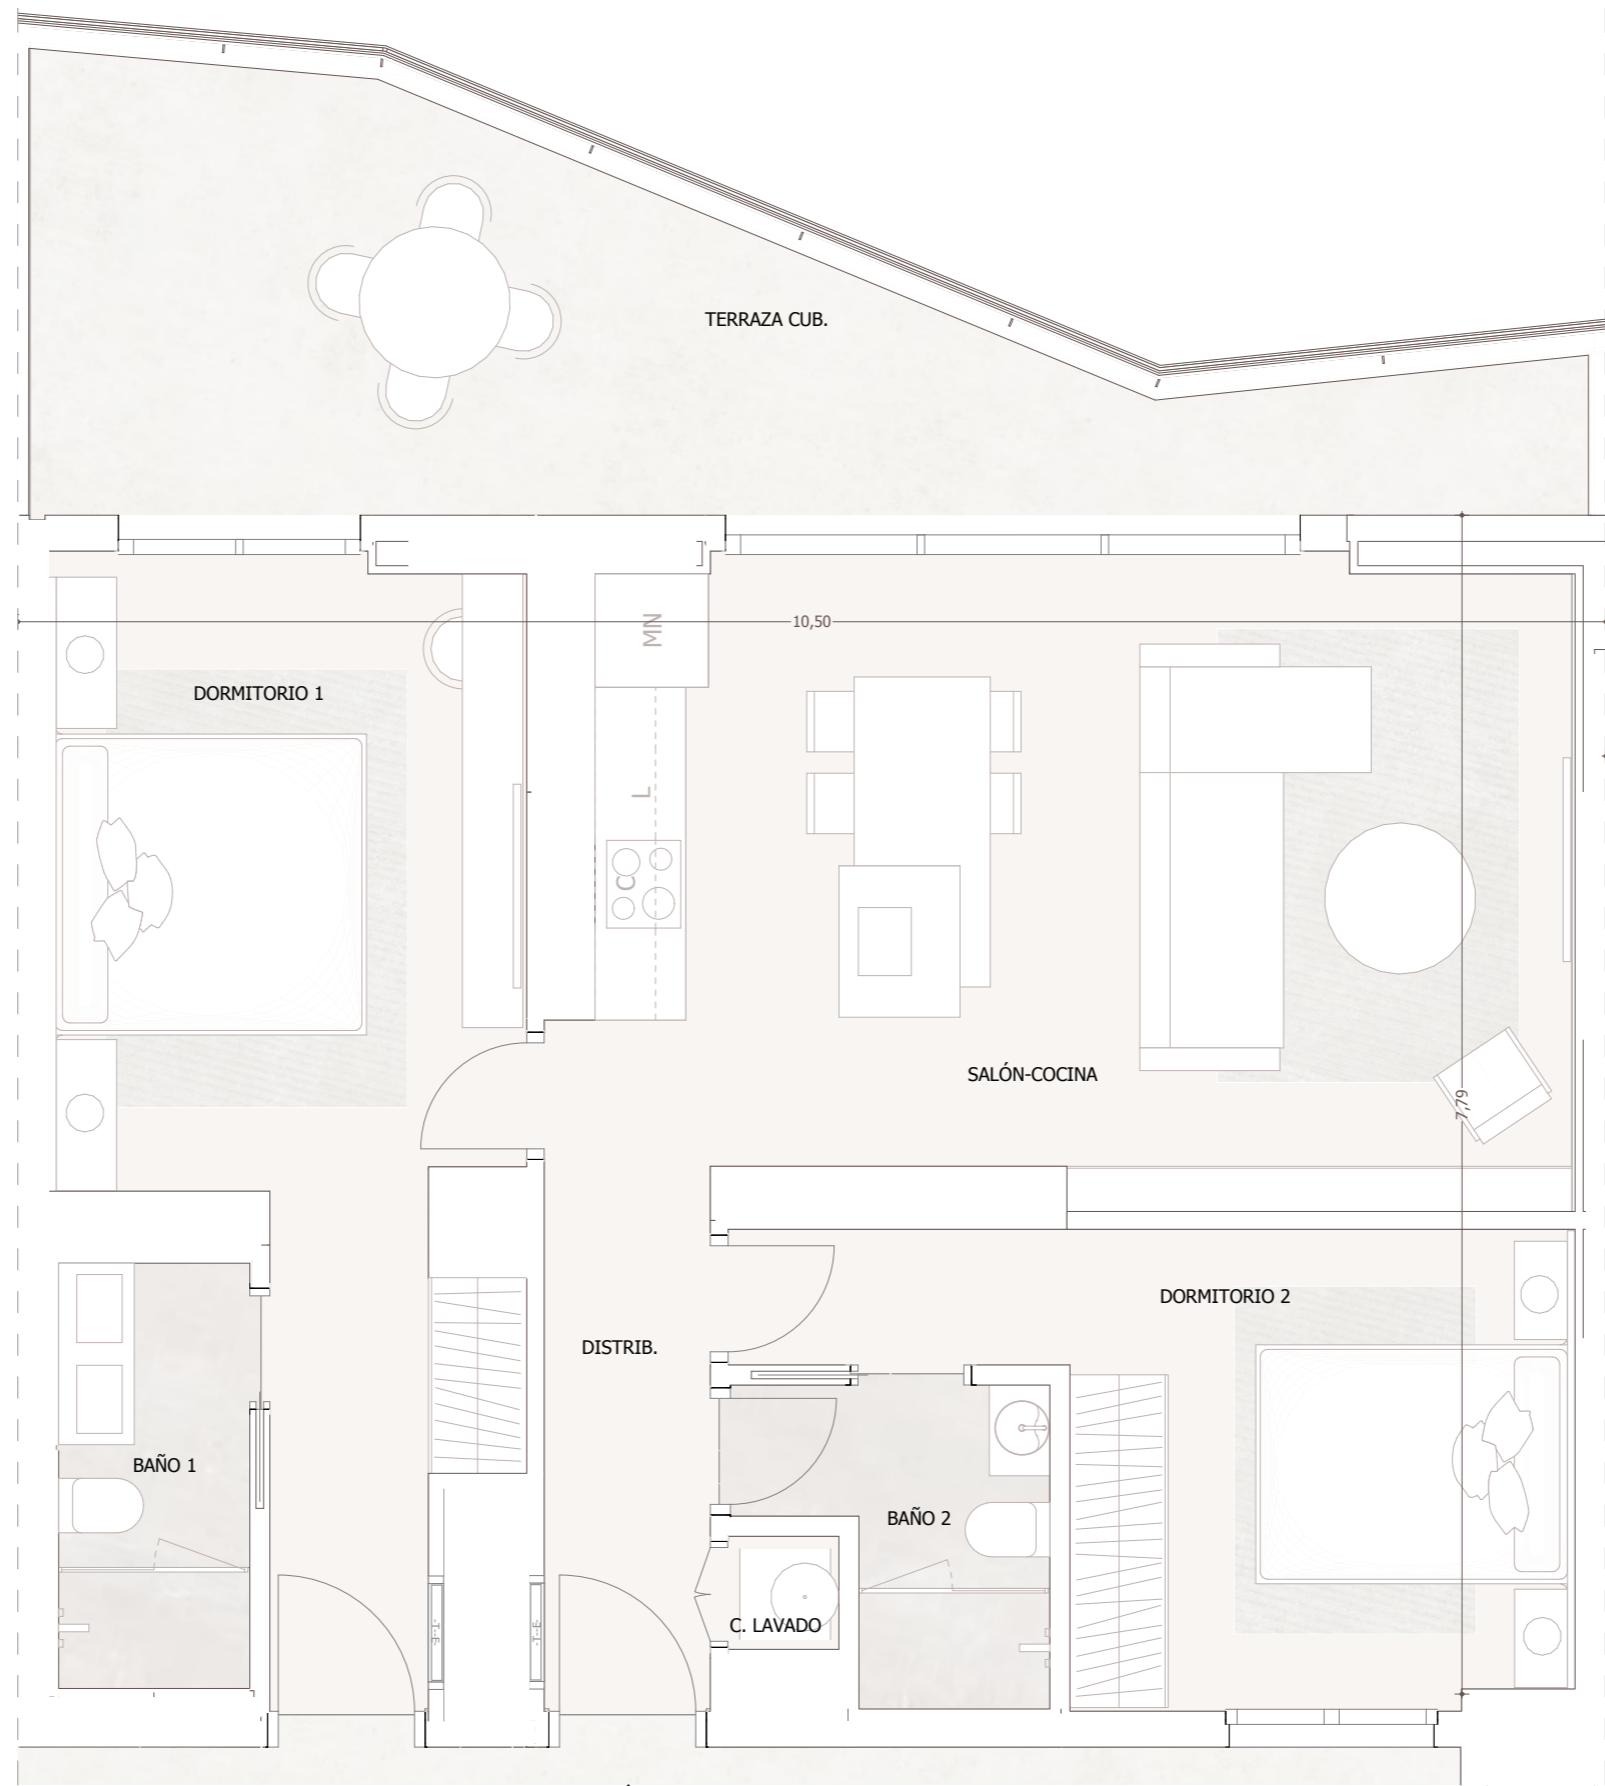 TERRAZA CUB.
10,50
MN
DORMITORIO 1
L
C
SALÓN-COCINA
7,79
DORMITORIO 2
DISTRIB.
BAÑO 1
BAÑO 2
C. LAVADO